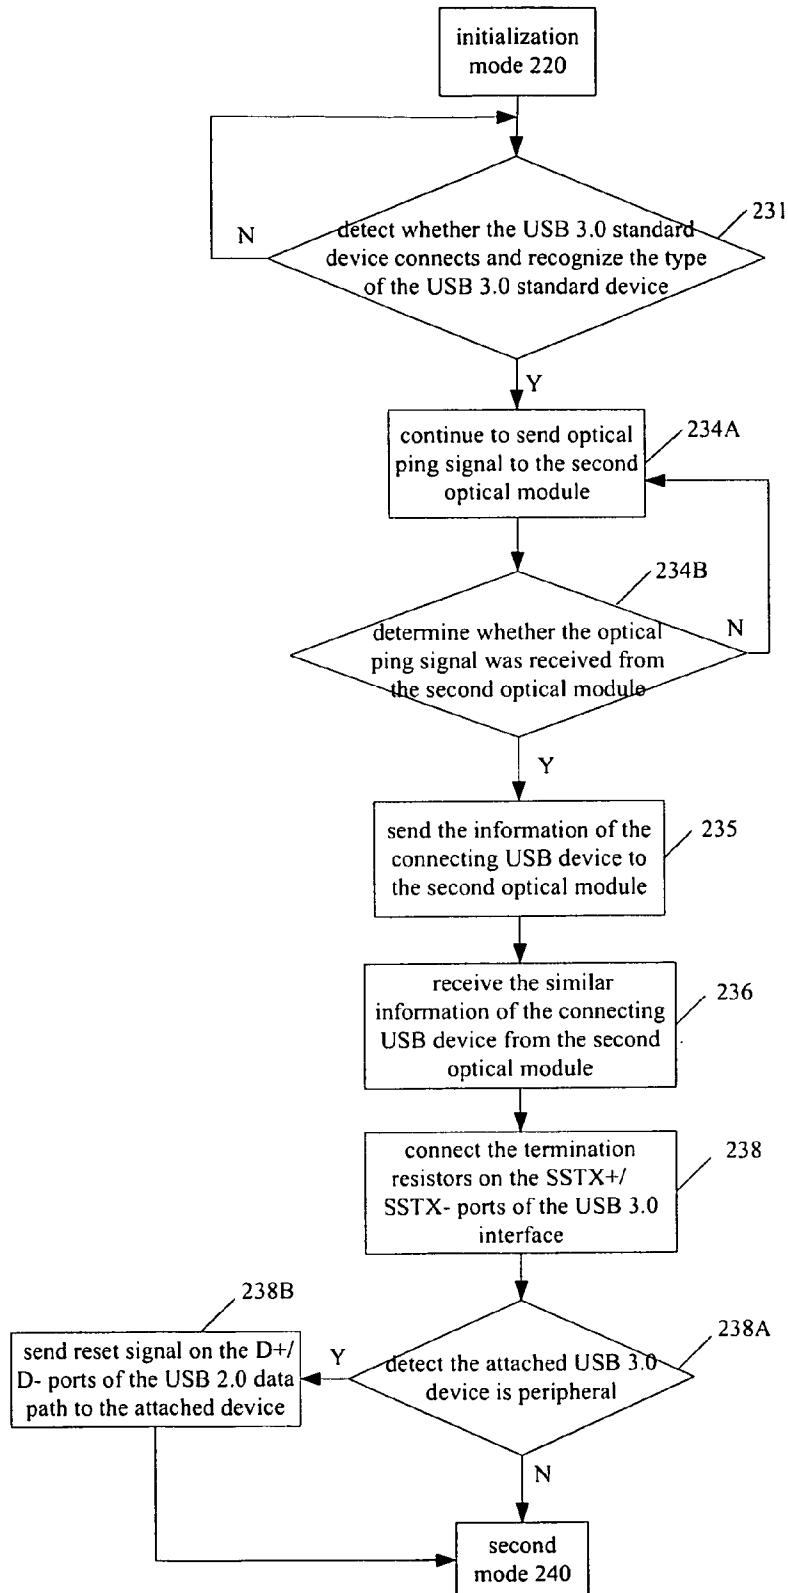 initialization
mode 220
231
N
detect whether the USB 3.0 standard
device connects and recognize the type
of the USB 3.0 standard device
Y
continue to send optical
ping signal to the second
optical module
234A
234B
determine whether the optical
ping signal was received from
the second optical module
N
Y
send the information of the
connecting USB device to
the second optical module
235
receive the similar
information of the connecting
USB device from the second
optical module
236
connect the termination
resistors on the SSTX+/
SSTX- ports of the USB 3.0
interface
238
238B
send reset signal on the D+/
D- ports of the USB 2.0 data
path to the attached device
Y
detect the attached USB 3.0
device is peripheral
238A
N
second
mode 240